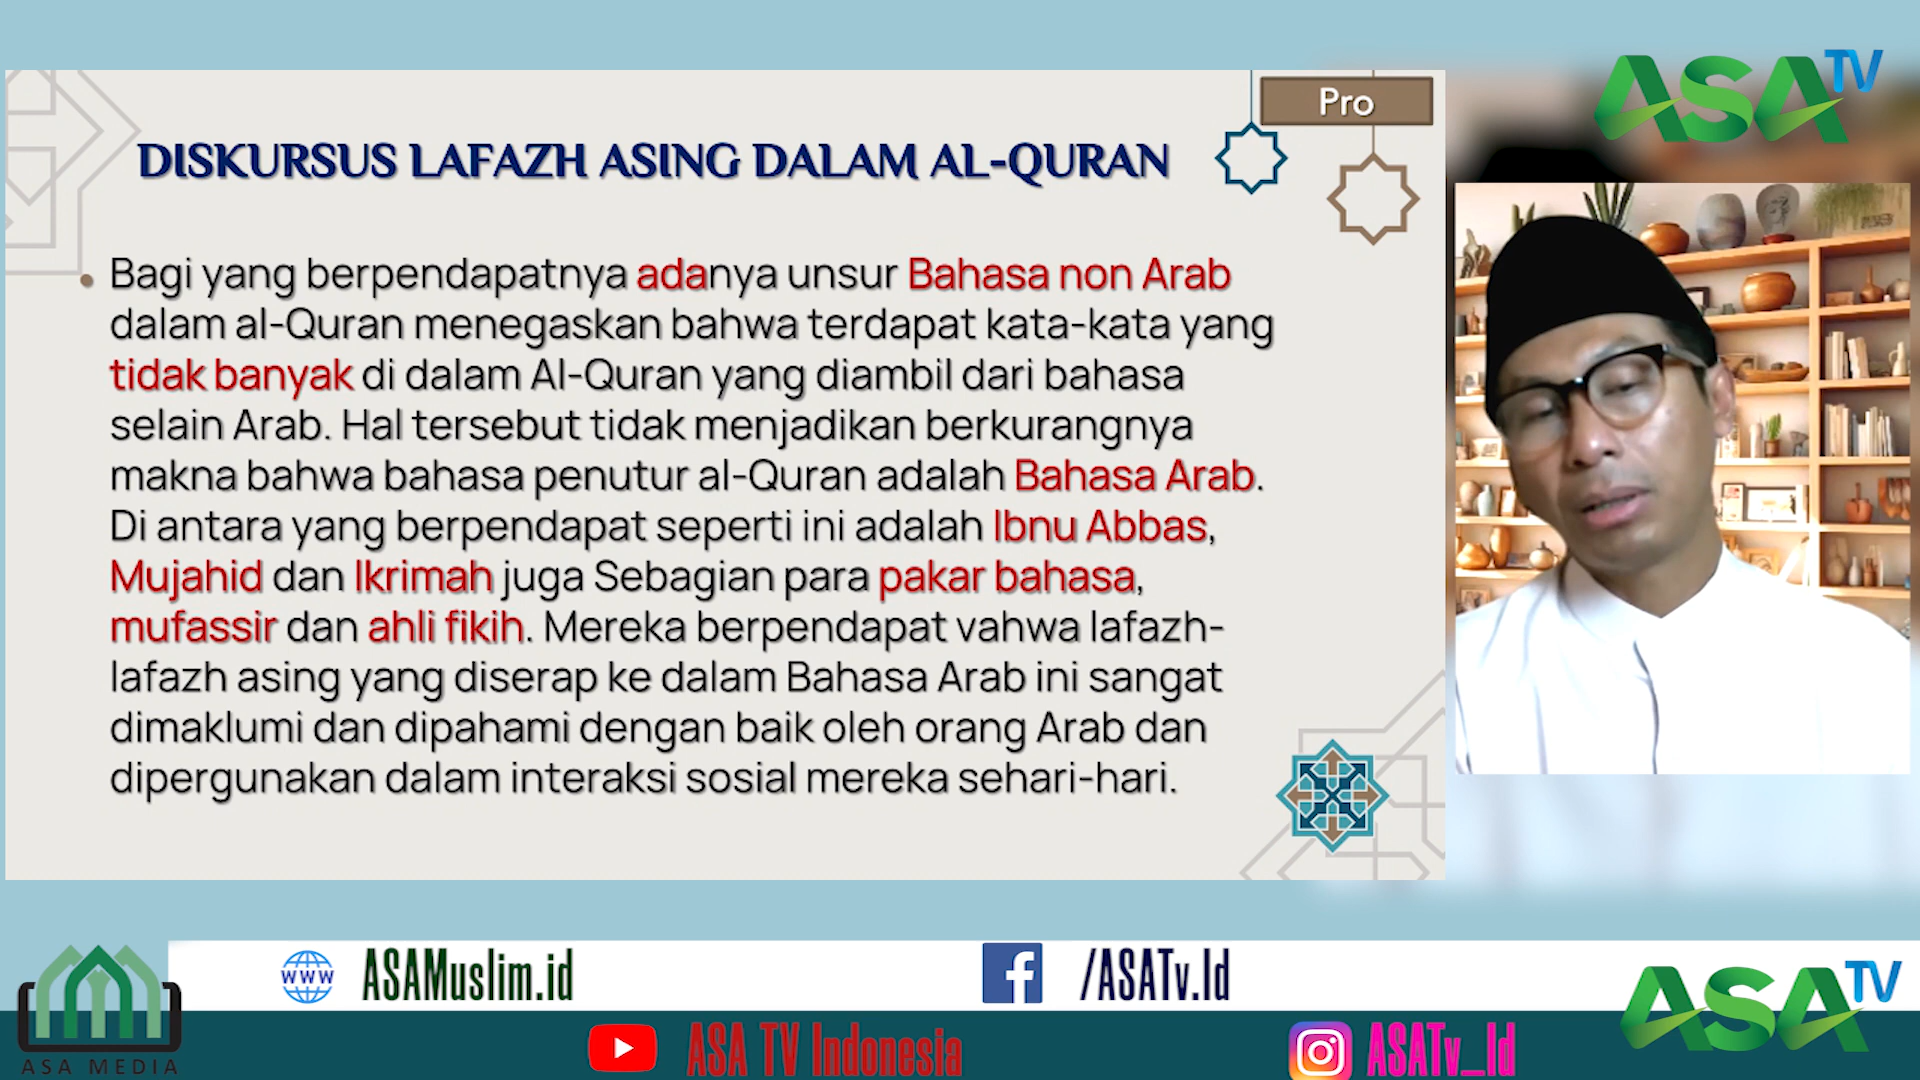 ASA TV
Pro
DISKURSUS LAFAZH ASING DALAM AL-QURAN
• Bagi yang berpendapatnya adanya unsur Bahasa non Arab
dalam al-Quran menegaskan bahwa terdapat kata-kata yang
tidak banyak di dalam Al-Quran yang diambil dari bahasa
selain Arab. Hal tersebut tidak menjadikan berkurangnya
makna bahwa bahasa penutur al-Quran adalah Bahasa Arab.
Di antara yang berpendapat seperti ini adalah Ibnu Abbas,
Mujahid dan Ikrimah juga Sebagian para pakar bahasa,
mufassir dan ahli fikih. Mereka berpendapat vahwa lafazh-
lafazh asing yang diserap ke dalam Bahasa Arab ini sangat
dimaklumi dan dipahami dengan baik oleh orang Arab dan
dipergunakan dalam interaksi sosial mereka sehari-hari.
www ASAMuslim.id
f /ASATv.Id
ASA TV
ASA TV Indonesia
ASATv_Id
ASA MEDIA